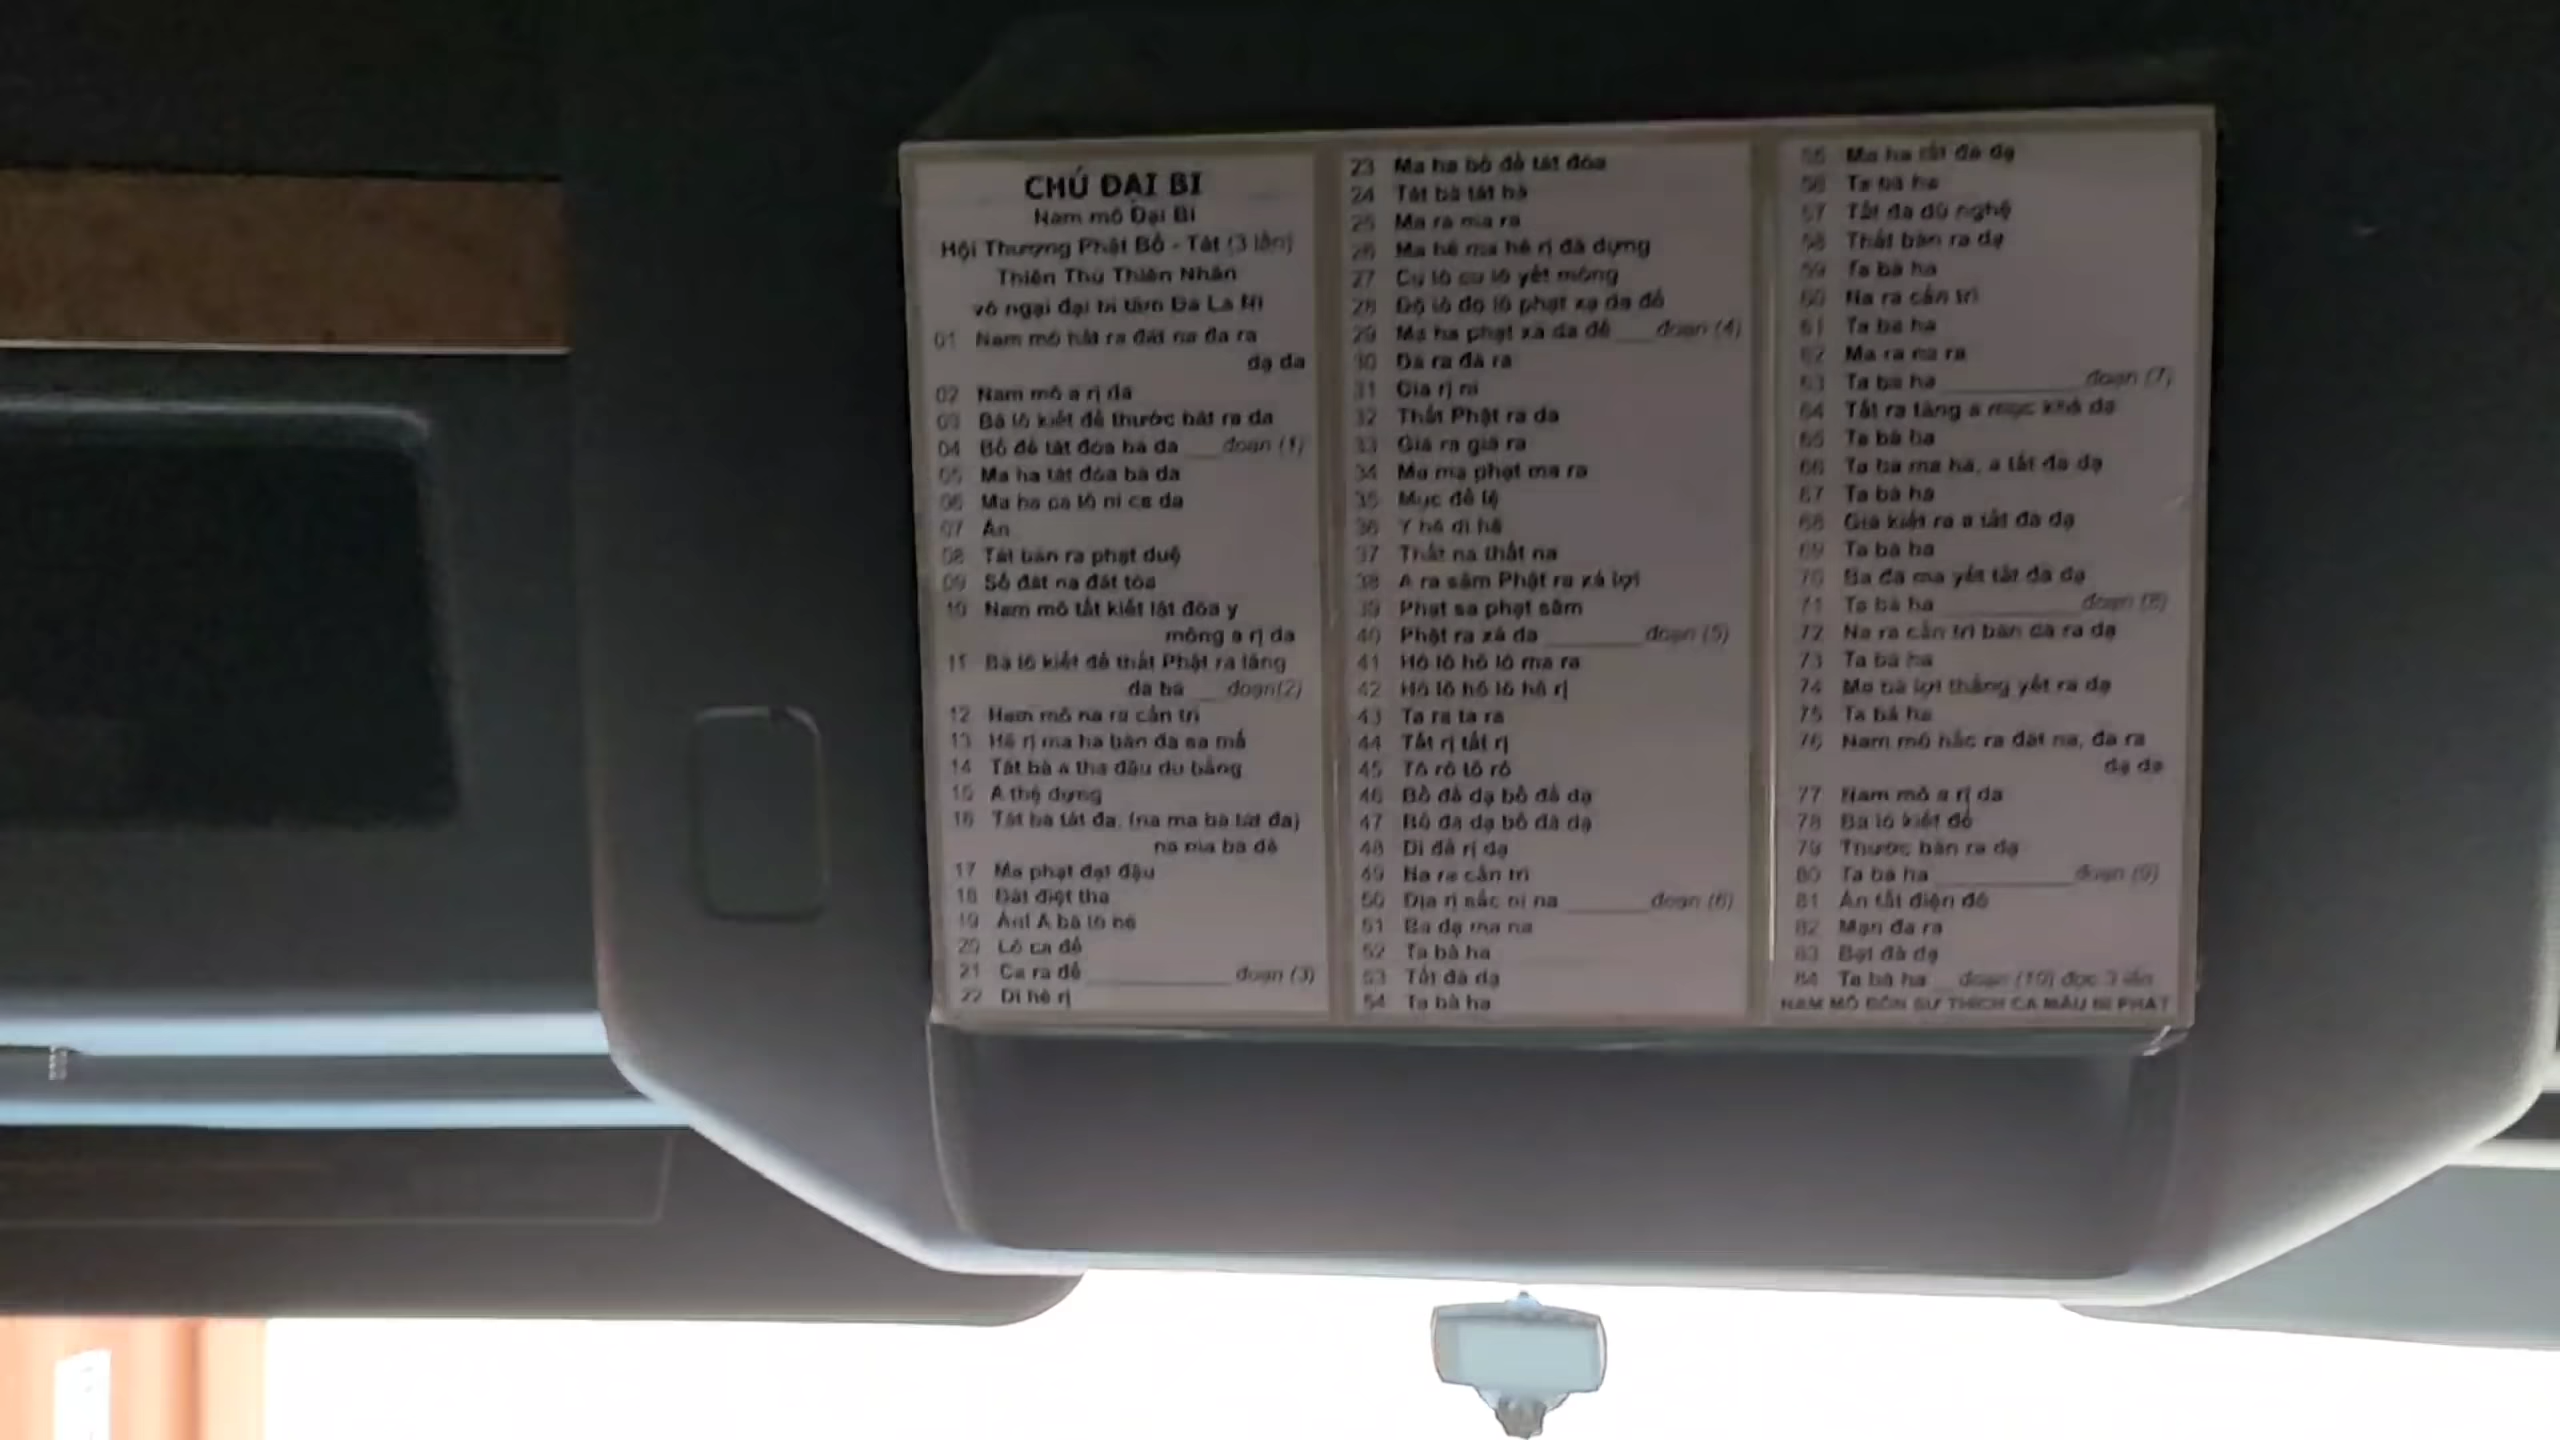 CHÚ ĐẠI BI
Nam mô Đại Bi
Hội Thượng Phật Bồ - Tát (3 lần)
Thiên Thủ Thiên Nhãn
vô ngại đại bi tâm Đà La Ni
01 Nam mô hắt ra đát na đa ra
dạ da
02 Nam mô a rị da
03 Bà lô kiết đế thước bát ra da
04 Bồ đề tát đỏa bà da ___đoạn (1)
05 Ma ha tát đỏa bà da
06 Ma ha ca lô ni ca da
07 Án
08 Tát bàn ra phạt duệ
09 Số đát na đát tỏa
10 Nam mô tất kiết lật đỏa y
mông a rị da
11 Bà lô kiết đế thất Phật ra lăng
đà bà ___đoạn(2)
12 Nam mô na ra cẩn trì
13 Hê rị ma ha bàn đa sa mế
14 Tát bà a tha đậu du bằng
15 A thệ dựng
16 Tát bà tát đa, (na ma bà tát đa)
na ma bà đà
17 Ma phạt đạt đậu
18 Đát điệt tha
19 Án! A bà lô hê
20 Lô ca đế
21 Ca ra đế __________ đoạn (3)
22 Di hê rị
23 Ma ha bồ đề tát đỏa
24 Tát bà tát bà
25 Ma ra ma ra
26 Ma hê ma hê rị đà dựng
27 Cu lô cu lô yết mông
28 Độ lô độ lô phạt xạ da đế
29 Ma ha phạt xà da đế ___đoạn (4)
30 Đà ra đà ra
31 Địa rị ni
32 Thất Phật ra da
33 Giá ra giá ra
34 Mạ mạ phạt ma ra
35 Mục đế lệ
36 Y hê di hê
37 Thất na thất na
38 A ra sâm Phật ra xá lợi
39 Phạt sa phạt sâm
40 Phật ra xá da _______đoạn (5)
41 Hô lô hô lô ma ra
42 Hô lô hô lô hê rị
43 Ta ra ta ra
44 Tất rị tất rị
45 Tô rô tô rô
46 Bồ đề dạ bồ đề dạ
47 Bồ đà dạ bồ đà dạ
48 Di đế rị dạ
49 Na ra cẩn trì
50 Địa rị sắc ni na ______đoạn (6)
51 Ba dạ ma na
52 Ta bà ha
53 Tất đà dạ
54 Ta bà ha
55 Ma ha tất đà dạ
56 Ta bà ha
57 Tất đà dũ nghệ
58 Thất bàn ra dạ
59 Ta bà ha
60 Na ra cẩn trì
61 Ta bà ha
62 Ma ra na ra
63 Ta bà ha __________đoạn (7)
64 Tất ra tăng a mục khê da
65 Ta bà ha
66 Ta bà ma ha, a tất đà dạ
67 Ta bà ha
68 Giả kiết ra a tất đà dạ
69 Ta bà ha
70 Ba đà ma yết tất đà dạ
71 Ta bà ha __________đoạn (8)
72 Na ra cẩn trì bàn đà ra dạ
73 Ta bà ha
74 Ma bà lợi thắng yết ra dạ
75 Ta bà ha
76 Nam mô hắc ra đát na, đa ra
dạ da
77 Nam mô a rị da
78 Bà lô kiết đế
79 Thước bàn ra dạ
80 Ta bà ha __________đoạn (9)
81 Án tất điện đô
82 Mạn đa ra
83 Bạt đà dạ
84 Ta bà ha _đoạn (10) đọc 3 lần
NAM MÔ BỔN SƯ THÍCH CA MÂU NI PHẬT